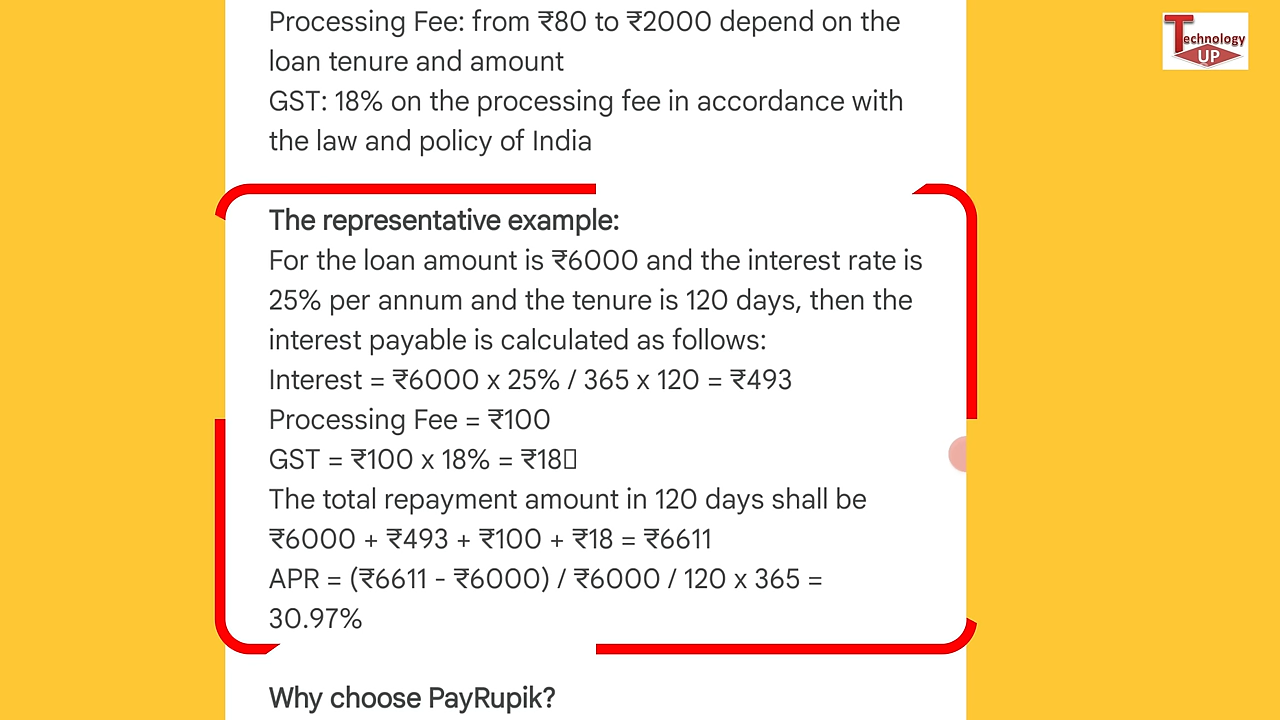 Processing Fee: from ₹80 to ₹2000 depend on the
loan tenure and amount
GST: 18% on the processing fee in accordance with
the law and policy of India
The representative example:
For the loan amount is ₹6000 and the interest rate is
25% per annum and the tenure is 120 days, then the
interest payable is calculated as follows:
Interest = ₹6000 x 25% / 365 x 120 = ₹493
Processing Fee = ₹100
GST = ₹100 x 18% = ₹18▯
The total repayment amount in 120 days shall be
₹6000 + ₹493 + ₹100 + ₹18 = ₹6611
APR = (₹6611 - ₹6000) / ₹6000 / 120 x 365 =
30.97%
Why choose PayRupik?
Technology
UP